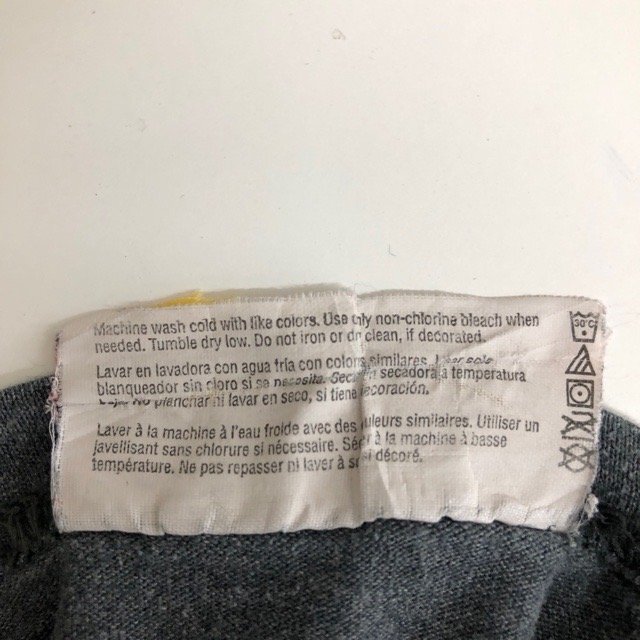 Machine wash cold with like colors. Use only non-chlorine bleach when
needed. Tumble dry low. Do not iron or dry clean, if decorated.
Lavar en lavadora con agua fría con colores similares. Usar solo
blanqueador sin cloro si se necesita. Secar en secadora a temperatura
baja. No planchar ni lavar en seco, si tiene decoración.
Laver à la machine à l'eau froide avec des couleurs similaires. Utiliser un
javellisant sans chlorure si nécessaire. Séc à la machine à basse
température. Ne pas repasser ni laver à si décoré.
30°C